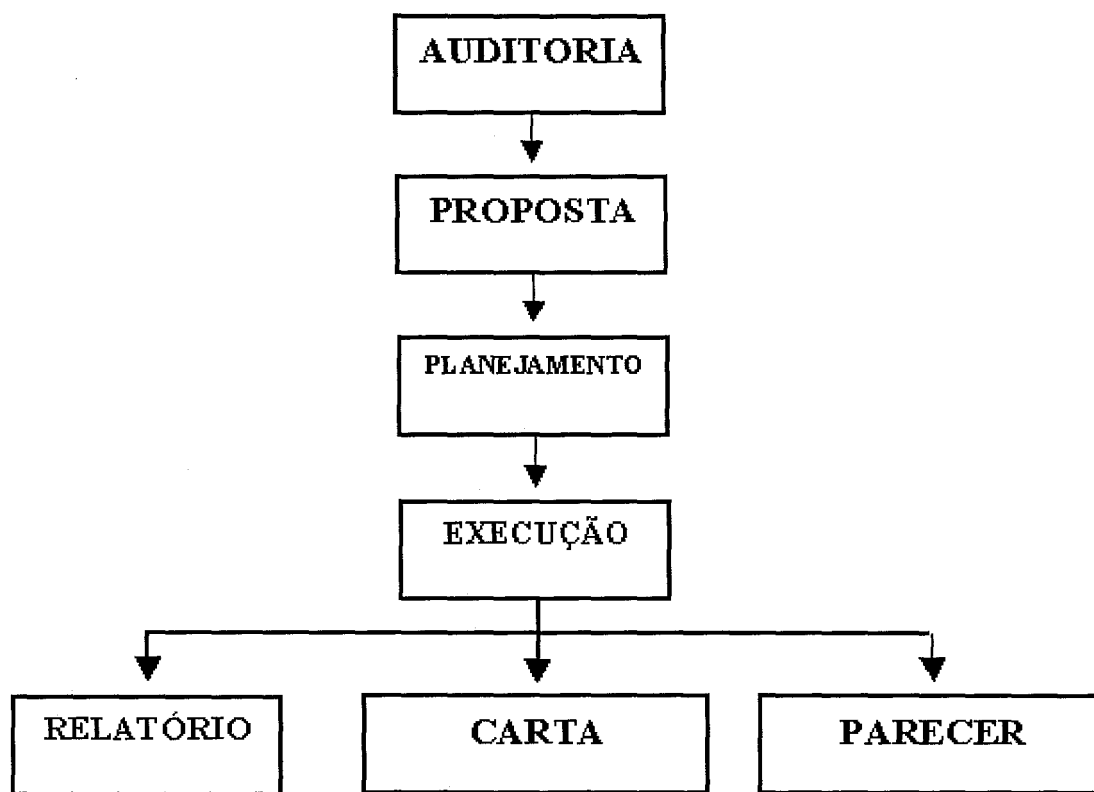 AUDITORIA
PROPOSTA
PLANEJAMENTO
EXECUÇÃO
RELATÓRIO
CARTA
PARECER